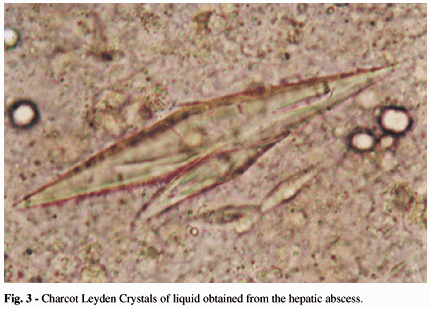 Fig. 3 - Charcot Leyden Crystals of liquid obtained from the hepatic abscess.